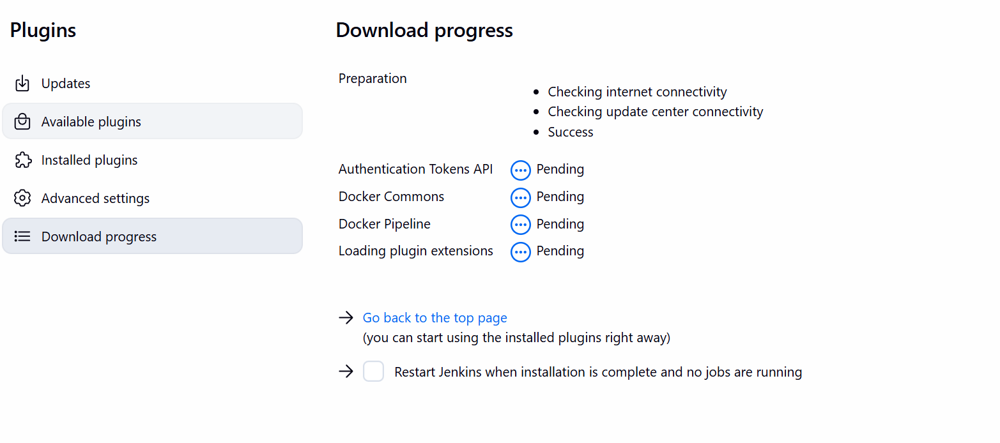 Plugins
Updates
Available plugins
Installed plugins
Advanced settings
Download progress
Download progress
Preparation
Checking internet connectivity
Checking update center connectivity
Success
Authentication Tokens API Pending
Docker Commons Pending
Docker Pipeline Pending
Loading plugin extensions Pending
Go back to the top page
(you can start using the installed plugins right away)
Restart Jenkins when installation is complete and no jobs are running